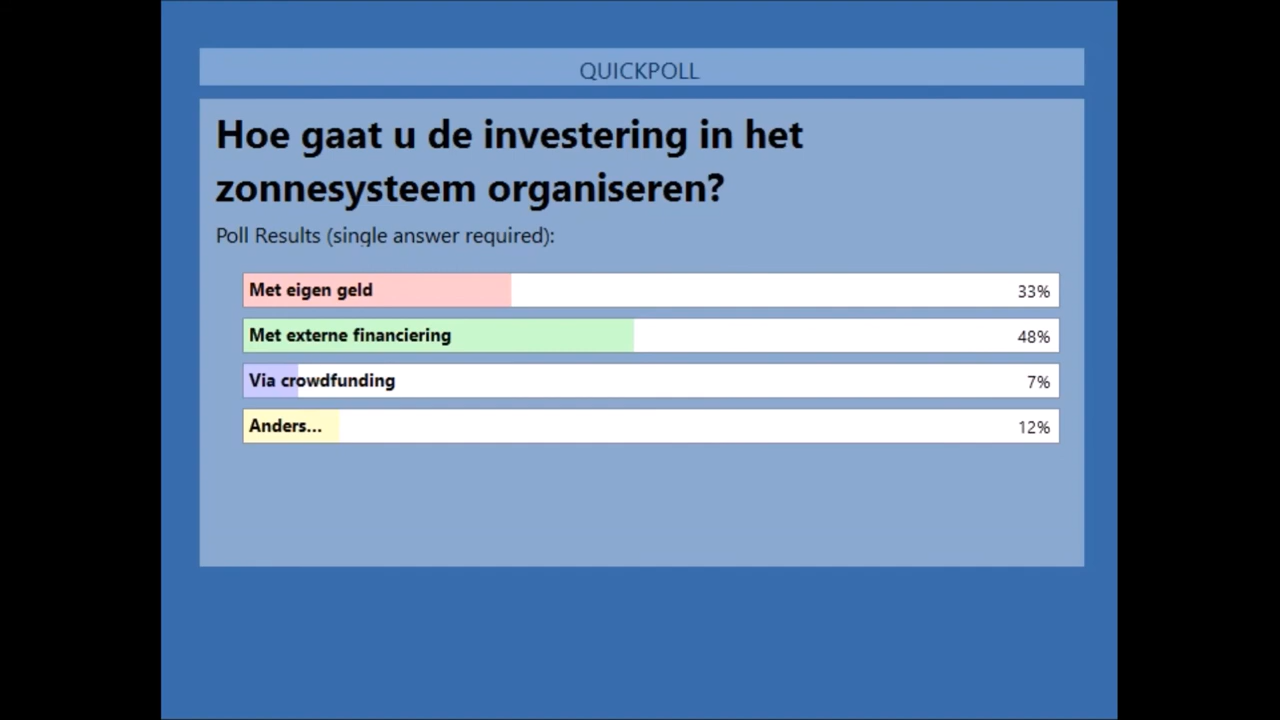 QUICKPOLL
Hoe gaat u de investering in het
zonnesysteem organiseren?
Poll Results (single answer required):
Met eigen geld 33%
Met externe financiering 48%
Via crowdfunding 7%
Anders... 12%